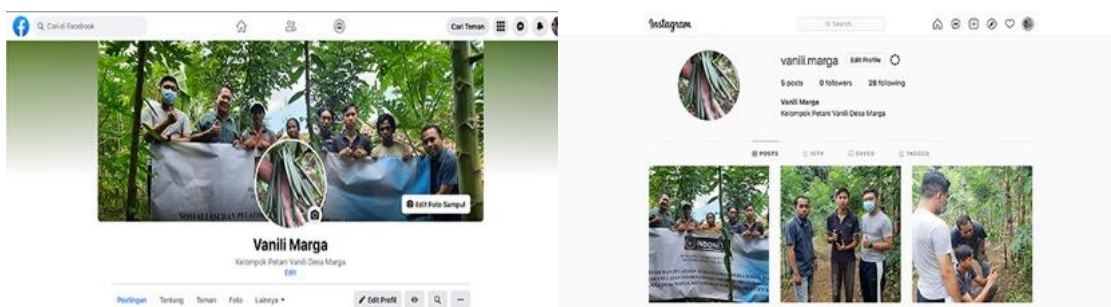 Cari di Facebook
Cari Teman
Edit Foto Sampul
Vanili Marga
Kelompok Petani Vanili Desa Marga
Edit
Postingan Tentang Teman Foto Lainnya
Edit Profil
Instagram
Search
vanili.marga Edit Profile
5 posts 0 followers 28 following
Vanili Marga
Kelompok Petani Vanili Desa Marga
POSTS IGTV SAVED TAGGED
INDONE